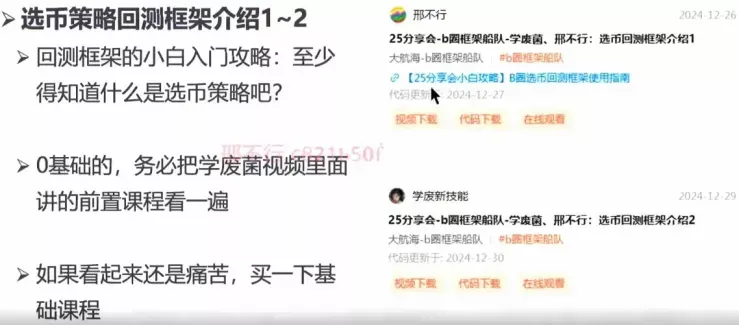 选币策略回测框架介绍1~2
➢ 回测框架的小白入门攻略：至少
得知道什么是选币策略吧？
➢ 0基础的，务必把学废菌视频里面
讲的前置课程看一遍
➢ 如果看起来还是痛苦，买一下基
础课程
邢不行
2024-12-26
25分享会-b圈框架船队-学废菌、邢不行：选币回测框架介绍1
大航海-b圈框架船队 #b圈框架船队
【25分享会小白攻略】B圈选币回测框架使用指南
代码更新 2024-12-27
视频下载 代码下载 在线观看
学废新技能
2024-12-29
25分享会-b圈框架船队-学废菌、邢不行：选币回测框架介绍2
大航海-b圈框架船队 #b圈框架船队
代码更新于: 2024-12-30
视频下载 代码下载 在线观看